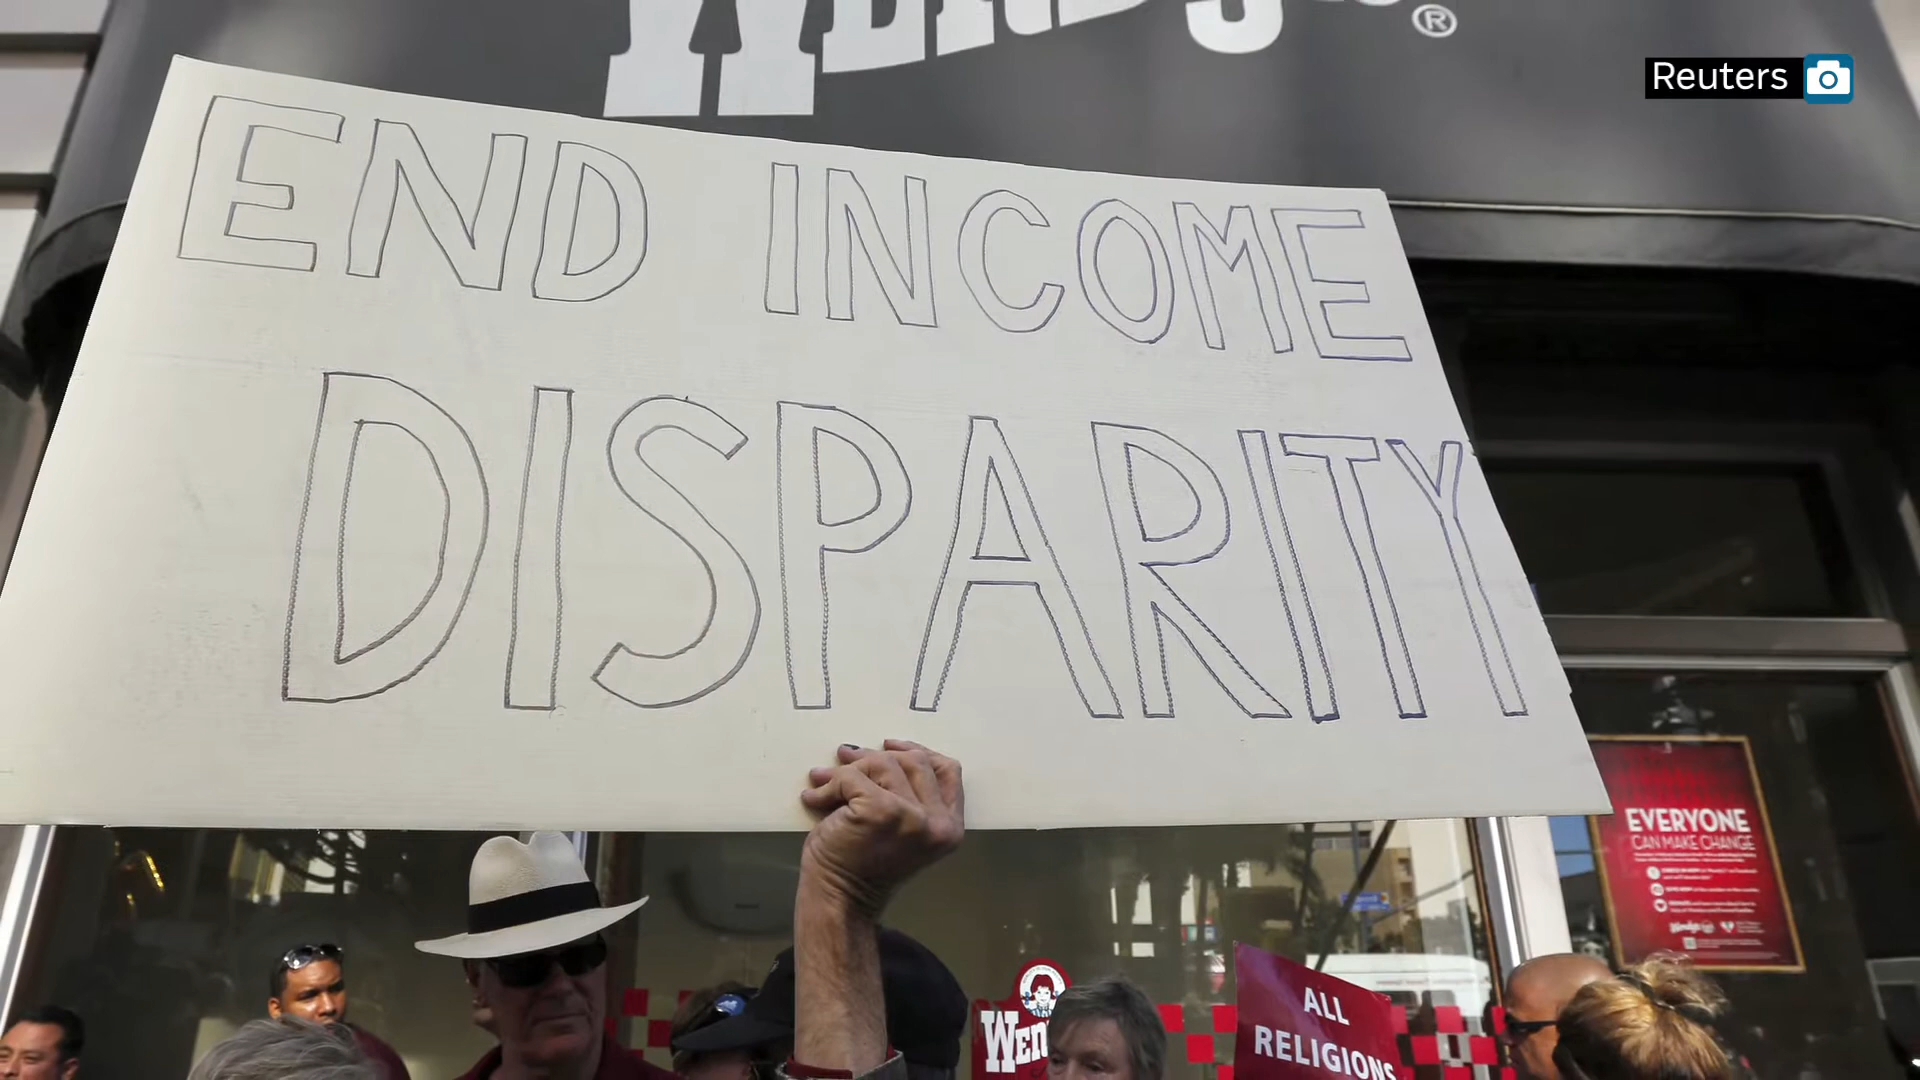 Reuters
END INCOME
DISPARITY
EVERYONE
CAN MAKE CHANGE
ALL
RELIGIONS